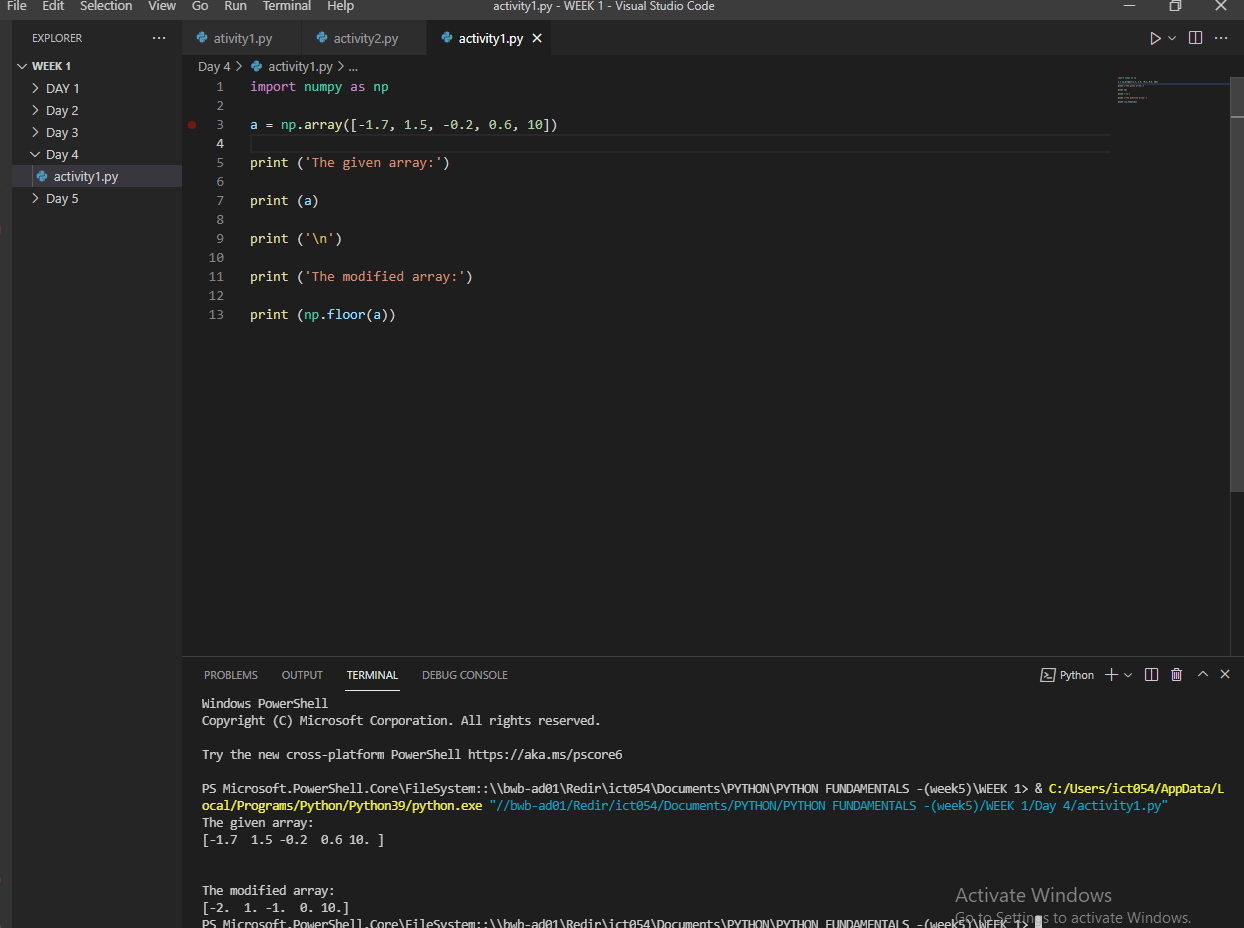 File Edit Selection View Go Run Terminal Help activity1.py - WEEK 1 - Visual Studio Code
EXPLORER ... ativity1.py activity2.py activity1.py
WEEK 1 Day 4 > activity1.py > ...
DAY 1
Day 2
Day 3
Day 4
activity1.py
Day 5
1 import numpy as np
2
3 a = np.array([-1.7, 1.5, -0.2, 0.6, 10])
4
5 print ('The given array:')
6
7 print (a)
8
9 print ('\n')
10
11 print ('The modified array:')
12
13 print (np.floor(a))
PROBLEMS OUTPUT TERMINAL DEBUG CONSOLE Python
Windows PowerShell
Copyright (C) Microsoft Corporation. All rights reserved.
Try the new cross-platform PowerShell https://aka.ms/pscore6
PS Microsoft.PowerShell.Core\FileSystem::\\bwb-ad01\Redir\ict054\Documents\PYTHON\PYTHON FUNDAMENTALS -(week5)\WEEK 1> & C:/Users/ict054/AppData/L
ocal/Programs/Python/Python39/python.exe "//bwb-ad01/Redir/ict054/Documents/PYTHON/PYTHON FUNDAMENTALS -(week5)/WEEK 1/Day 4/activity1.py"
The given array:
[-1.7  1.5 -0.2  0.6 10. ]
The modified array:
[-2.  1. -1.  0. 10.]
PS Microsoft.PowerShell.Core\FileSystem::\\bwb-ad01\Redir\ict054\Documents\PYTHON\PYTHON FUNDAMENTALS -(week5)\WEEK 1>
Activate Windows
Go to Settings to activate Windows.